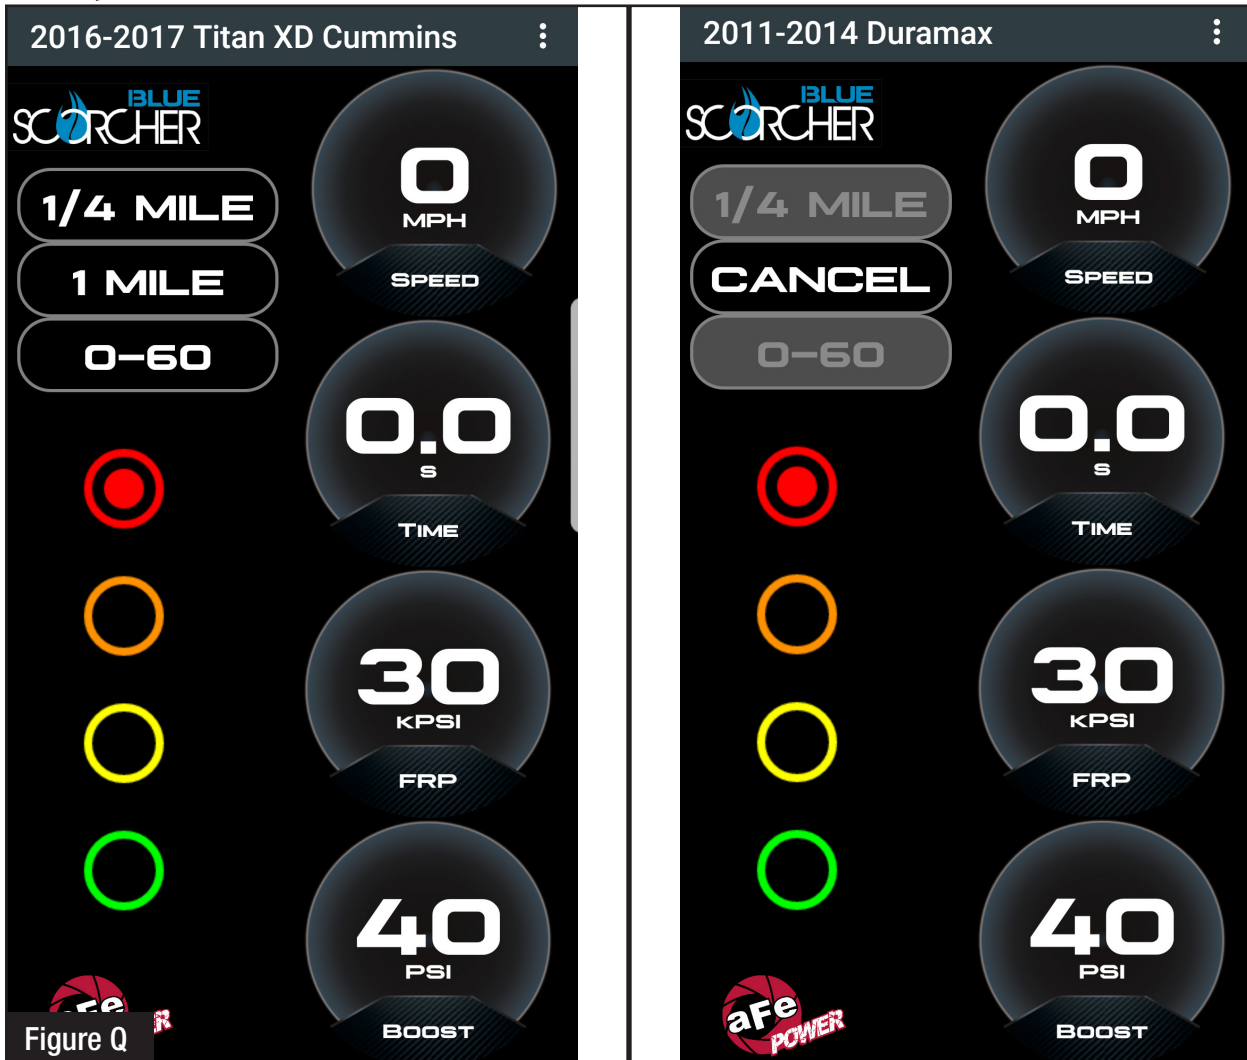 2016-2017 Titan XD Cummins
BLUE
SCORCHER
1/4 MILE
1 MILE
0-60
0
MPH
SPEED
0.0
S
TIME
30
KPSI
FRP
40
PSI
BOOST
aFe
R
Figure Q
2011-2014 Duramax
BLUE
SCORCHER
1/4 MILE
CANCEL
0-60
0
MPH
SPEED
0.0
S
TIME
30
KPSI
FRP
40
PSI
BOOST
aFe
POWER